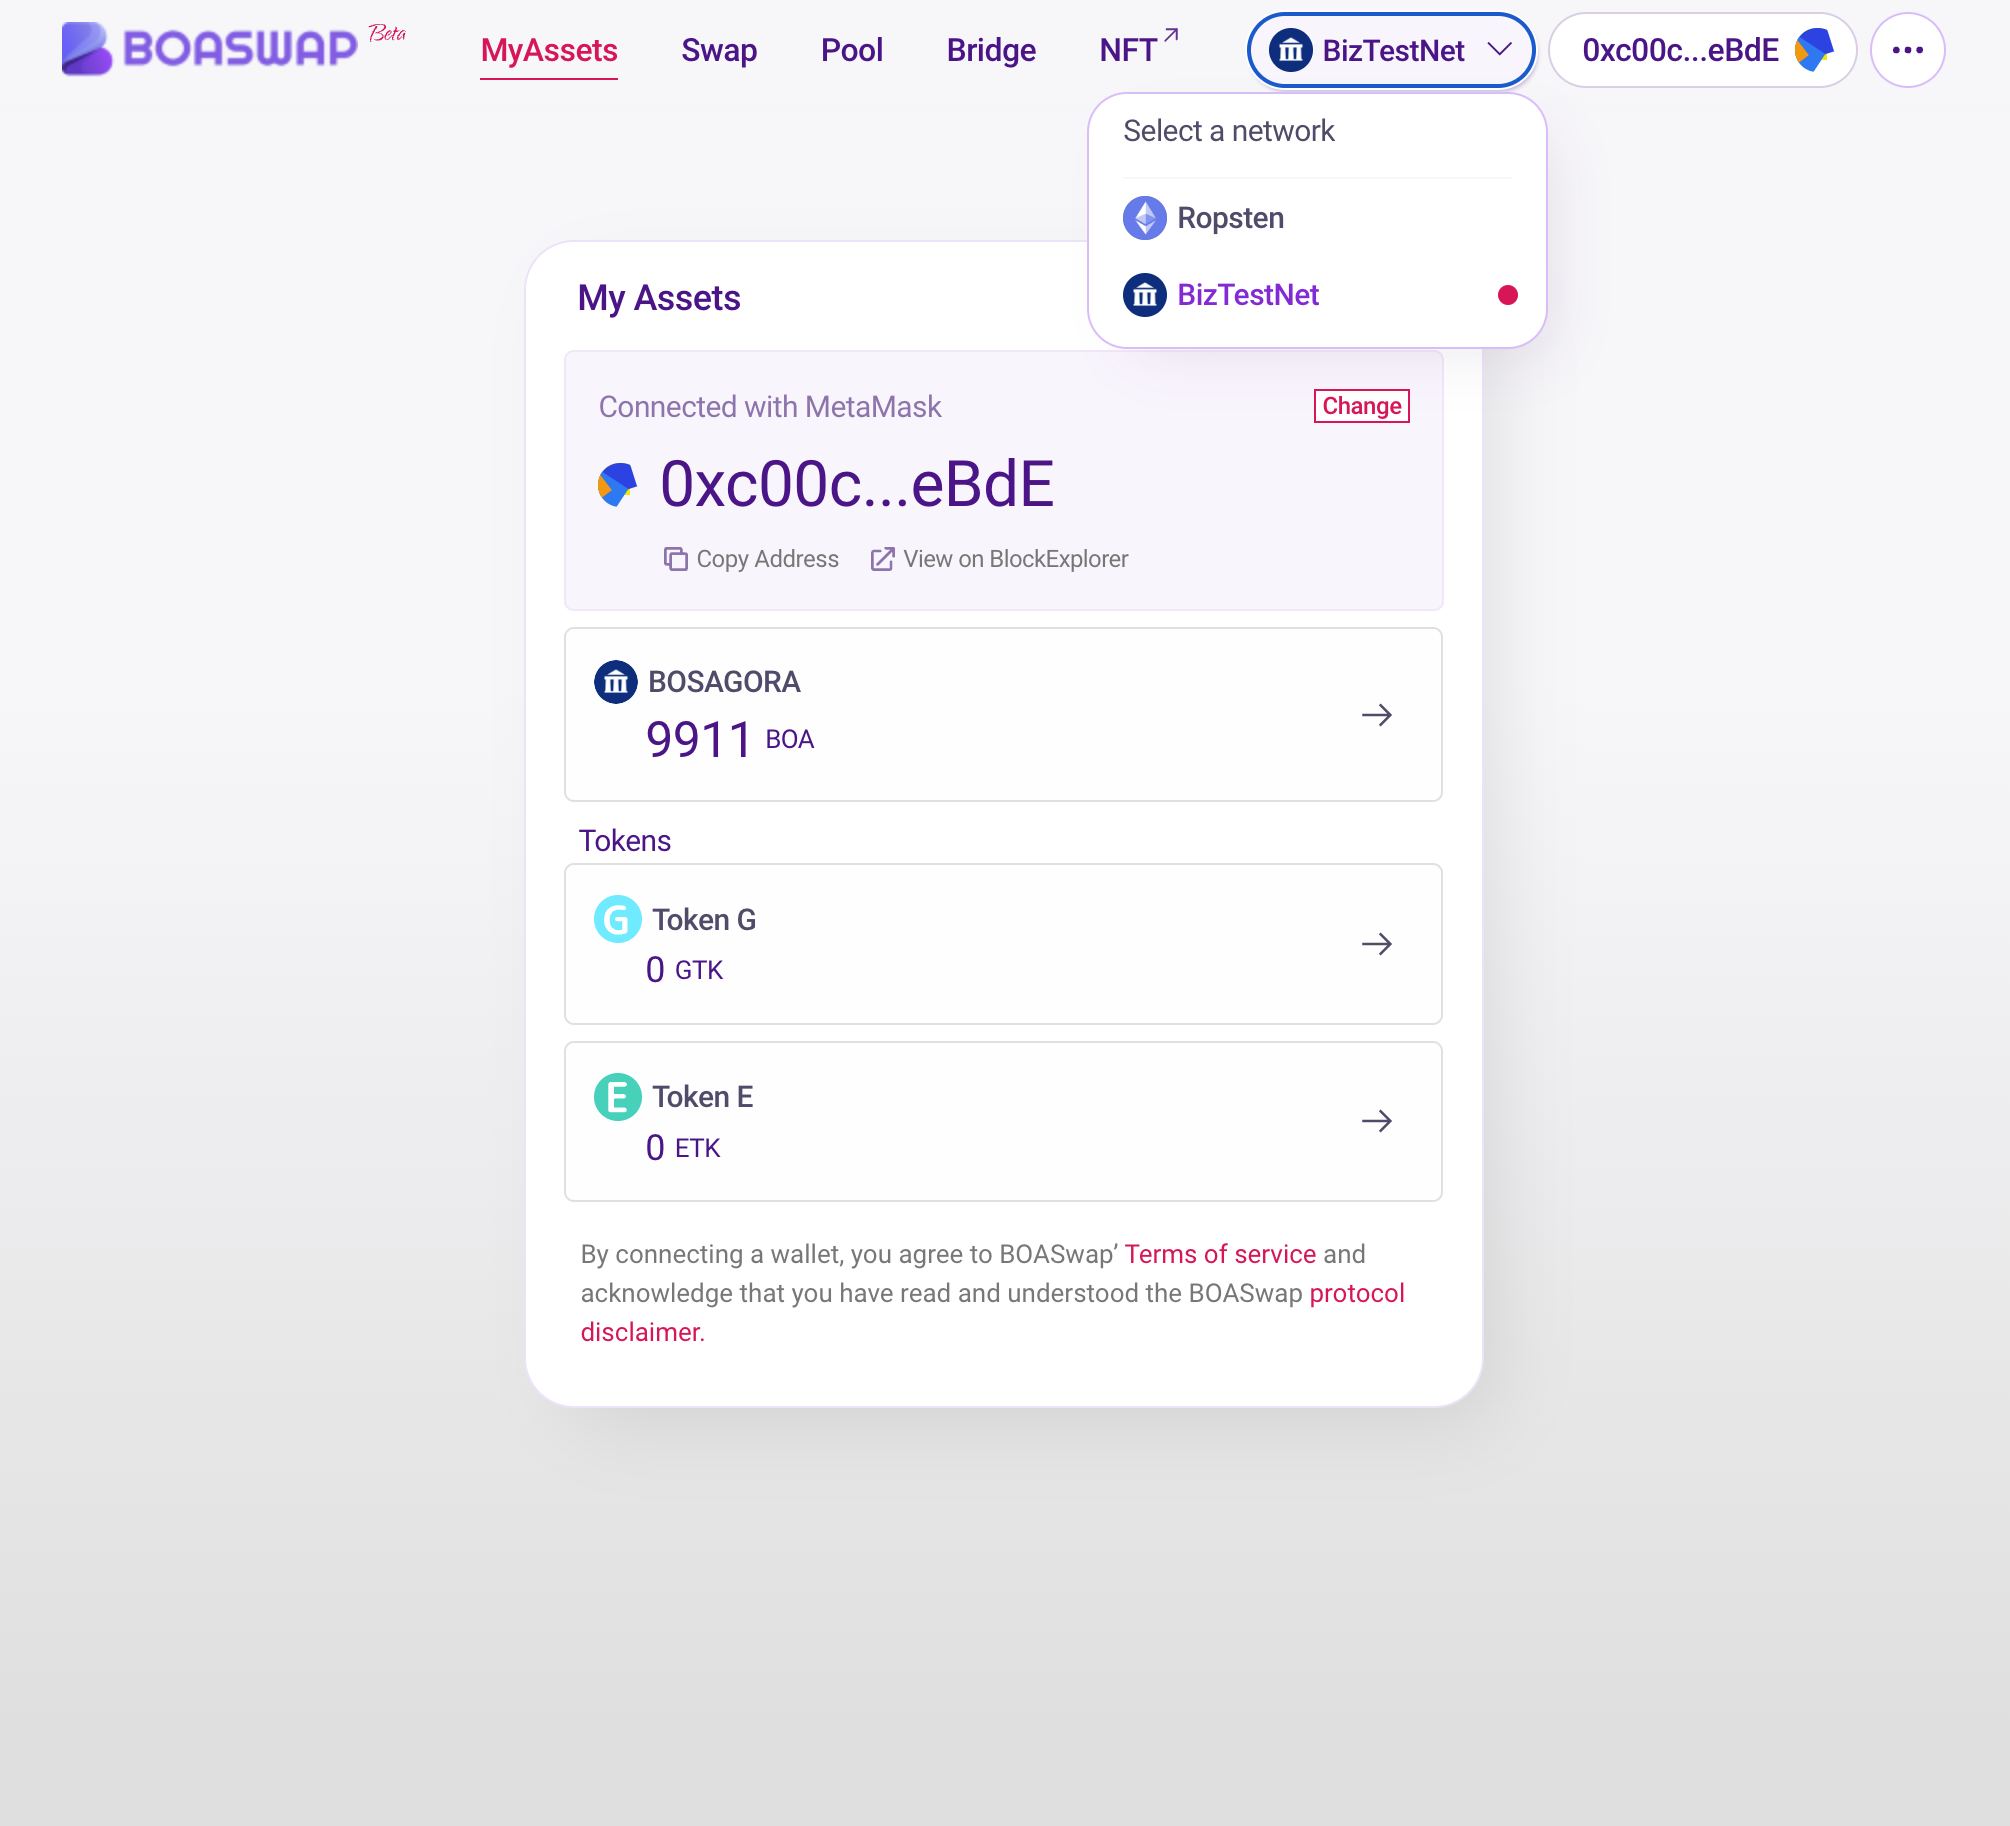 BOASWAP Beta MyAssets Swap Pool Bridge NFT BizTestNet 0xc00c...eBdE
Select a network
Ropsten
BizTestNet
My Assets
Connected with MetaMask Change
0xc00c...eBdE
Copy Address View on BlockExplorer
BOSAGORA
9911 BOA
Tokens
G Token G
0 GTK
E Token E
0 ETK
By connecting a wallet, you agree to BOASwap’ Terms of service and
acknowledge that you have read and understood the BOASwap protocol
disclaimer.